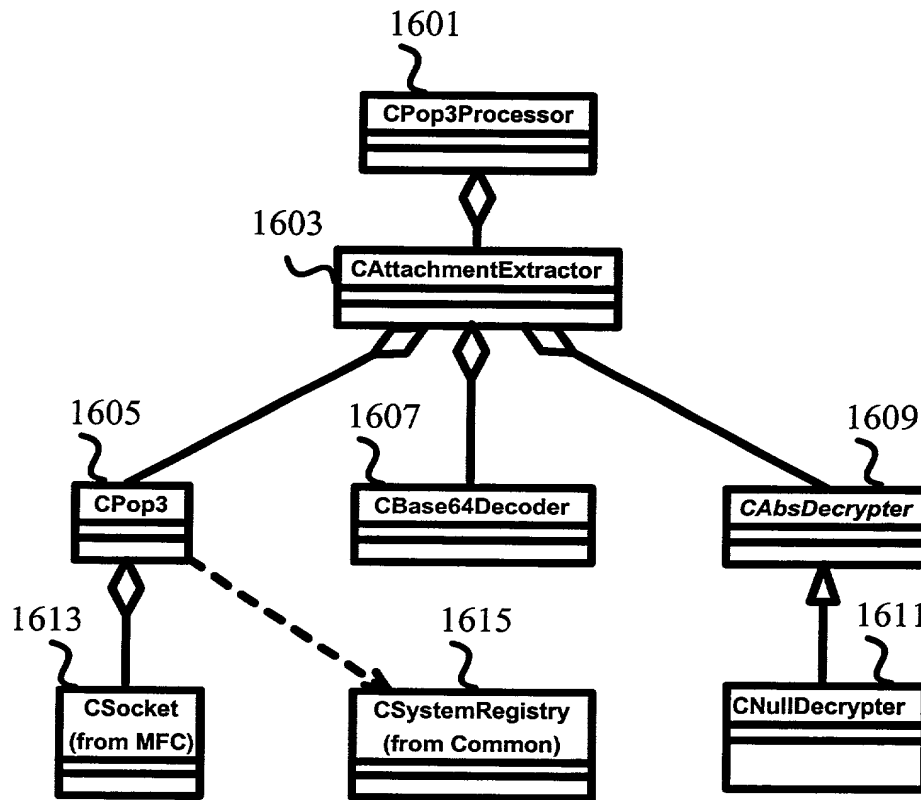 1601
CPop3Processor
1603
CAttachmentExtractor
1605
1607
1609
CPop3
CBase64Decoder
CAbsDecrypter
1613
1615
1611
CSocket
(from MFC)
CSystemRegistry
(from Common)
CNullDecrypter